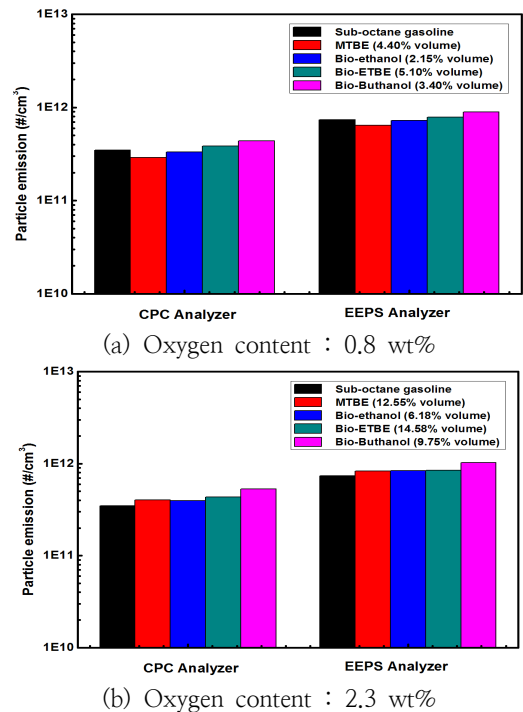 1E13
Sub-octane gasoline
MTBE (4.40% volume)
Bio-ethanol (2.15% volume)
Bio-ETBE (5.10% volume)
Bio-Buthanol (3.40% volume)
1E12
1E11
1E10
Particle emission (#/cm³)
CPC Analyzer
EEPS Analyzer
(a) Oxygen content : 0.8 wt%
1E13
Sub-octane gasoline
MTBE (12.55% volume)
Bio-ethanol (6.18% volume)
Bio-ETBE (14.58% volume)
Bio-Buthanol (9.75% volume)
1E12
1E11
1E10
Particle emission (#/cm³)
CPC Analyzer
EEPS Analyzer
(b) Oxygen content : 2.3 wt%